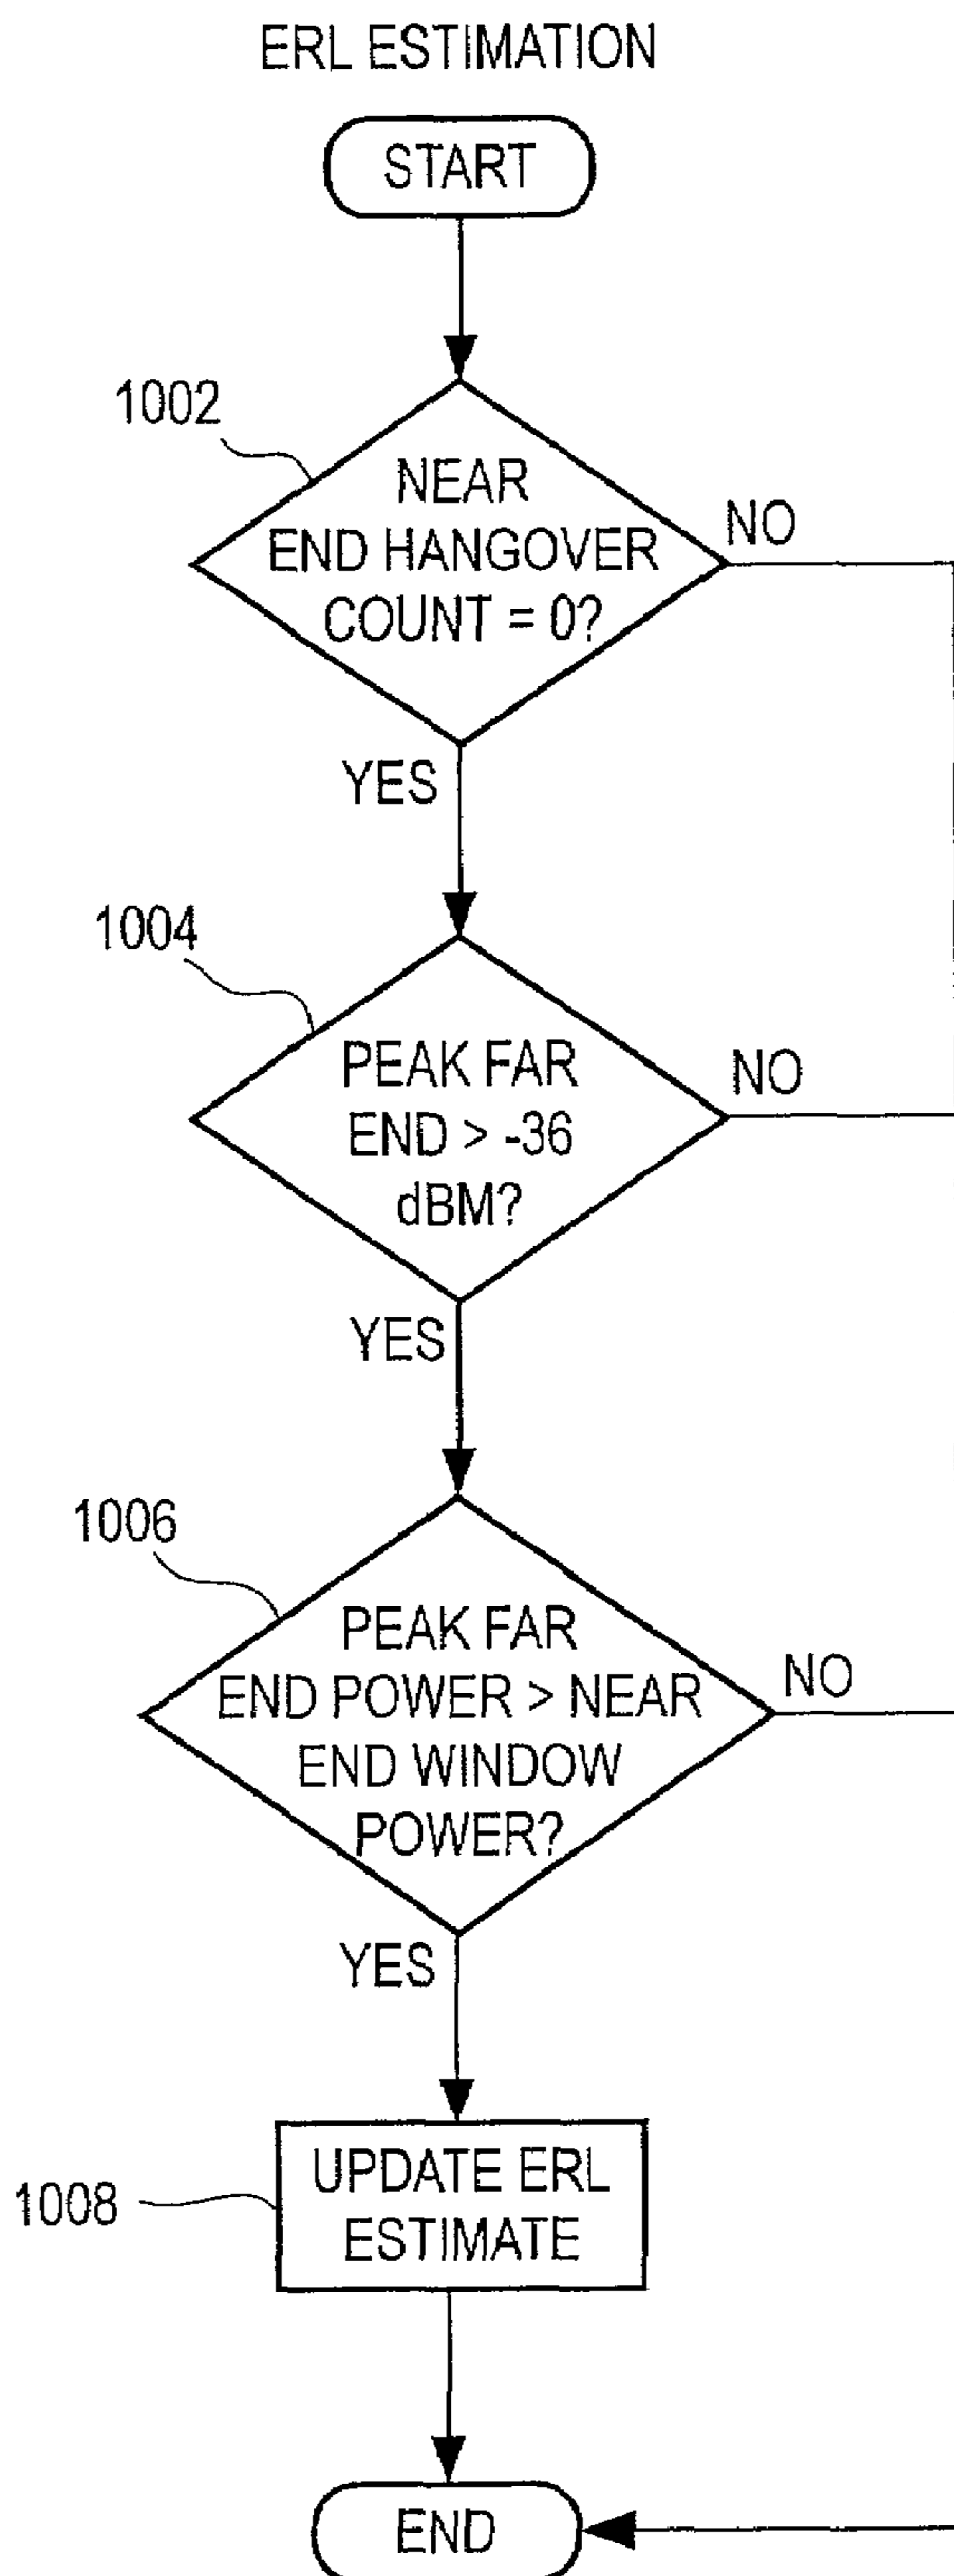 ERL ESTIMATION
START
1002
NEAR
END HANGOVER
COUNT = 0?
NO
YES
1004
PEAK FAR
END > -36
dBM?
NO
YES
1006
PEAK FAR
END POWER > NEAR
END WINDOW
POWER?
NO
YES
1008
UPDATE ERL
ESTIMATE
END